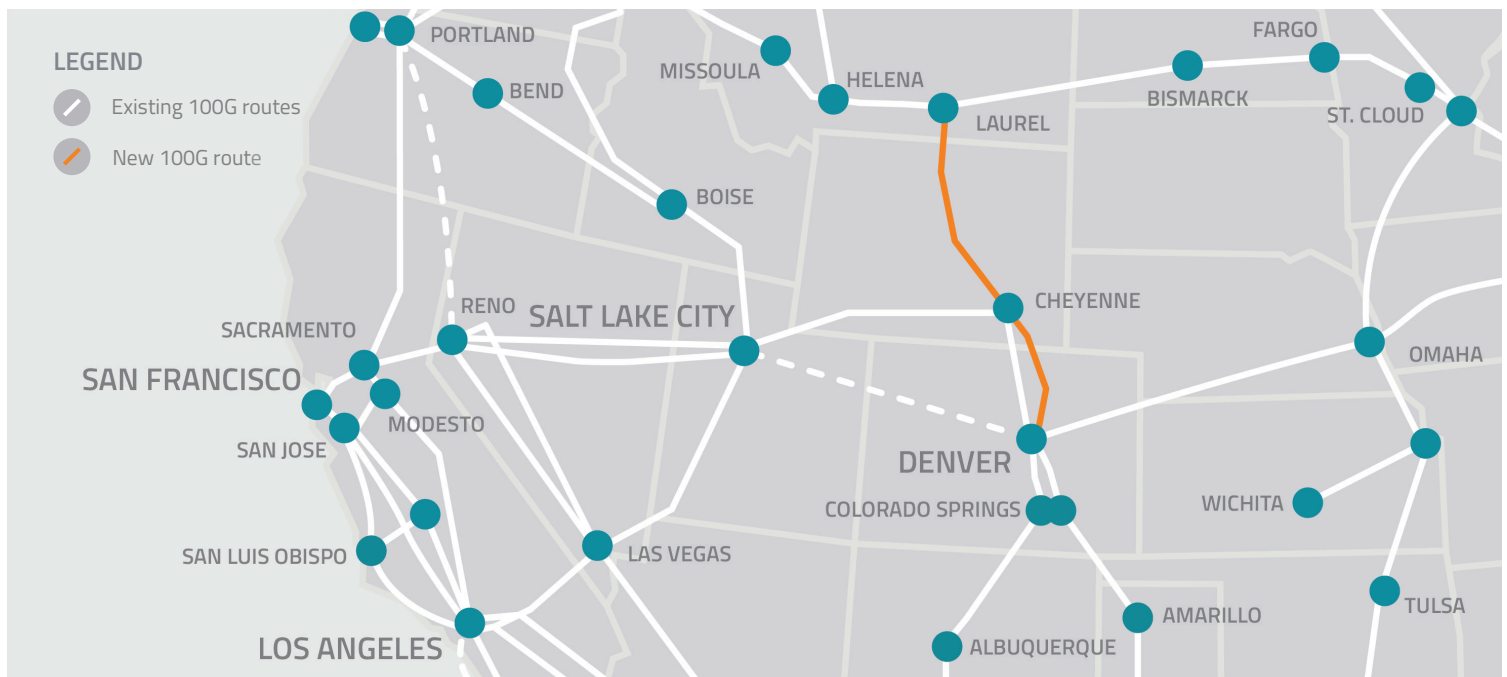 LEGEND
Existing 100G routes
New 100G route
PORTLAND
BEND
MISSOULA
HELENA
LAUREL
FARGO
BISMARCK
ST. CLOUD
BOISE
RENO
SALT LAKE CITY
CHEYENNE
SACRAMENTO
OMAHA
SAN FRANCISCO
MODESTO
SAN JOSE
DENVER
COLORADO SPRINGS
WICHITA
SAN LUIS OBISPO
LAS VEGAS
LOS ANGELES
ALBUQUERQUE
AMARILLO
TULSA